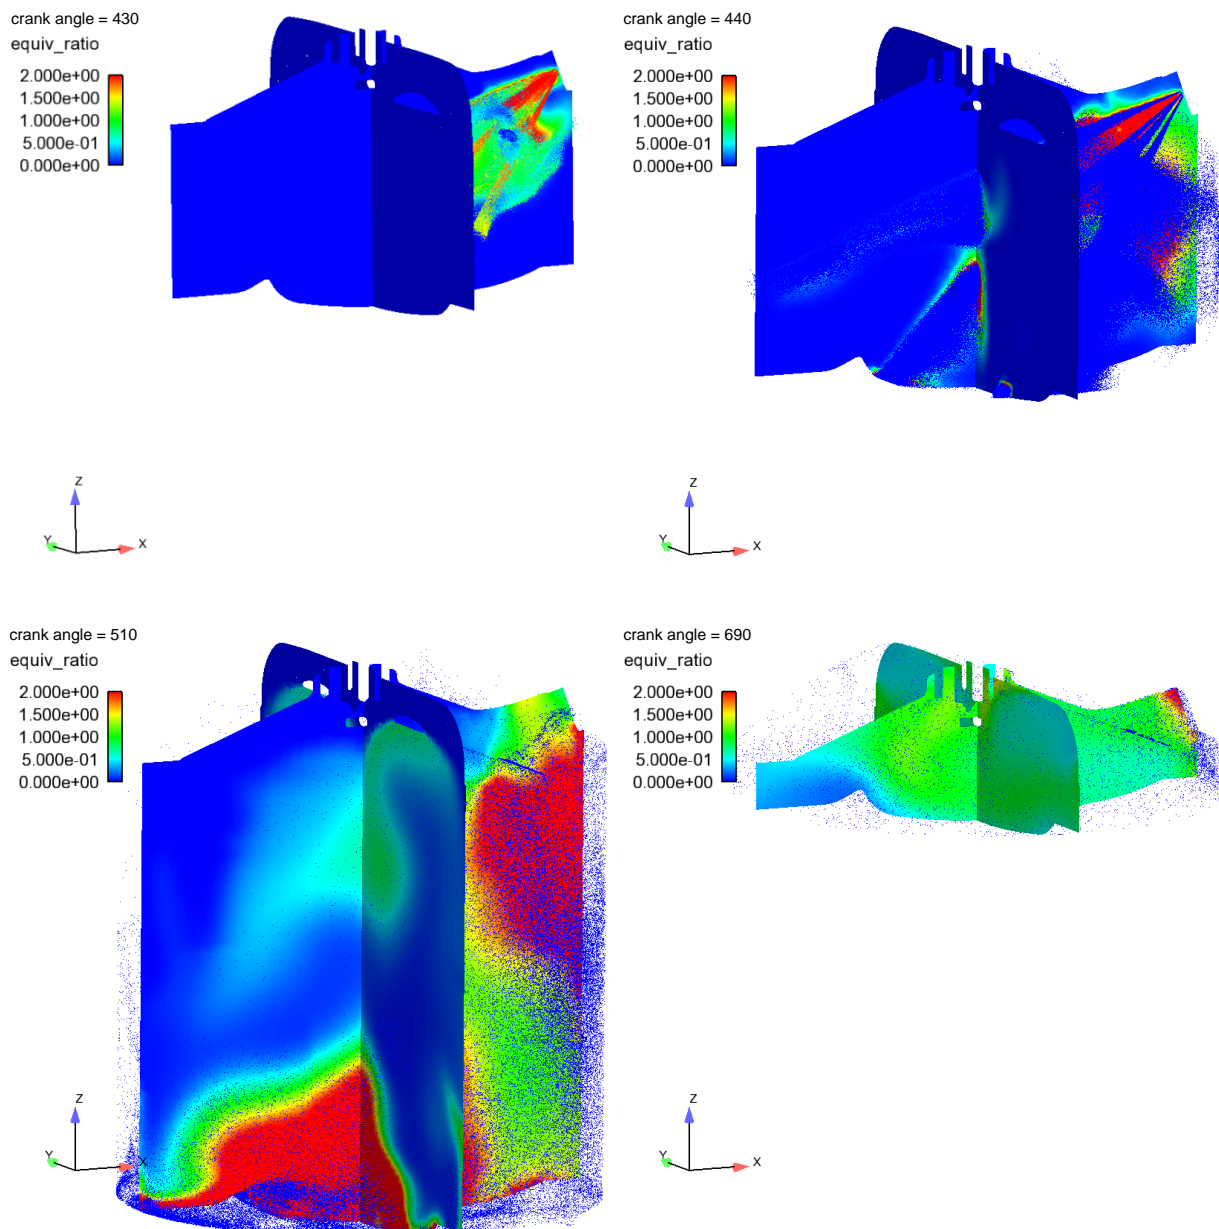 crank angle = 430
equiv_ratio
2.000e+00
1.500e+00
1.000e+00
5.000e-01
0.000e+00
Z
Y
X
crank angle = 440
equiv_ratio
2.000e+00
1.500e+00
1.000e+00
5.000e-01
0.000e+00
Z
Y
X
crank angle = 510
equiv_ratio
2.000e+00
1.500e+00
1.000e+00
5.000e-01
0.000e+00
Z
Y
X
crank angle = 690
equiv_ratio
2.000e+00
1.500e+00
1.000e+00
5.000e-01
0.000e+00
Z
Y
X